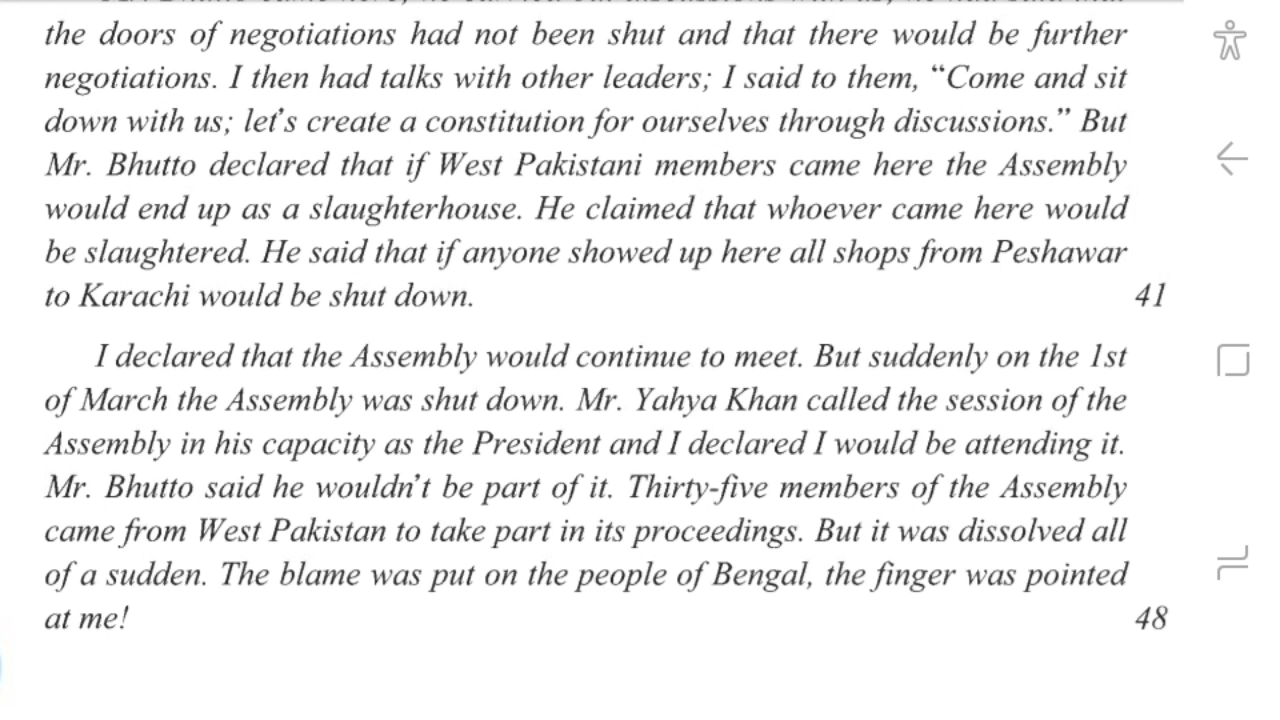 the doors of negotiations had not been shut and that there would be further
negotiations. I then had talks with other leaders; I said to them, “Come and sit
down with us; let’s create a constitution for ourselves through discussions.” But
Mr. Bhutto declared that if West Pakistani members came here the Assembly
would end up as a slaughterhouse. He claimed that whoever came here would
be slaughtered. He said that if anyone showed up here all shops from Peshawar
to Karachi would be shut down. 41
I declared that the Assembly would continue to meet. But suddenly on the 1st
of March the Assembly was shut down. Mr. Yahya Khan called the session of the
Assembly in his capacity as the President and I declared I would be attending it.
Mr. Bhutto said he wouldn’t be part of it. Thirty-five members of the Assembly
came from West Pakistan to take part in its proceedings. But it was dissolved all
of a sudden. The blame was put on the people of Bengal, the finger was pointed
at me! 48